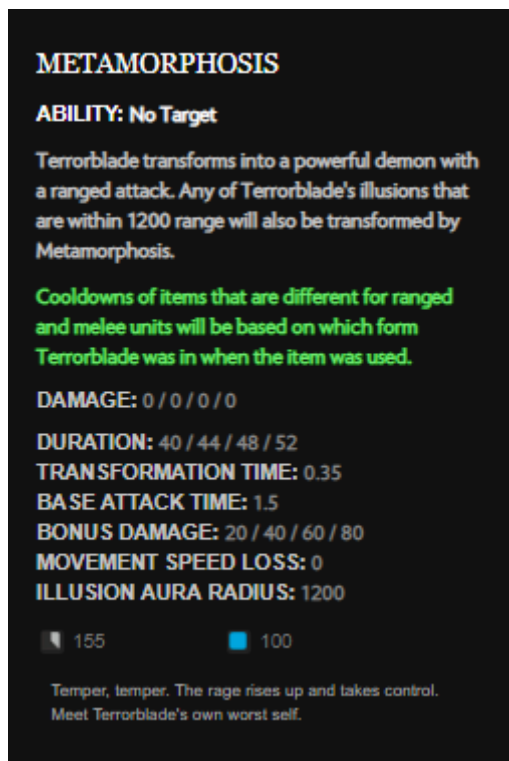 METAMORPHOSIS
ABILITY: No Target
Terrorblade transforms into a powerful demon with
a ranged attack. Any of Terrorblade's illusions that
are within 1200 range will also be transformed by
Metamorphosis.
Cooldowns of items that are different for ranged
and melee units will be based on which form
Terrorblade was in when the item was used.
DAMAGE: 0 / 0 / 0 / 0
DURATION: 40 / 44 / 48 / 52
TRANSFORMATION TIME: 0.35
BASE ATTACK TIME: 1.5
BONUS DAMAGE: 20 / 40 / 60 / 80
MOVEMENT SPEED LOSS: 0
ILLUSION AURA RADIUS: 1200
155 100
Temper, temper. The rage rises up and takes control.
Meet Terrorblade's own worst self.